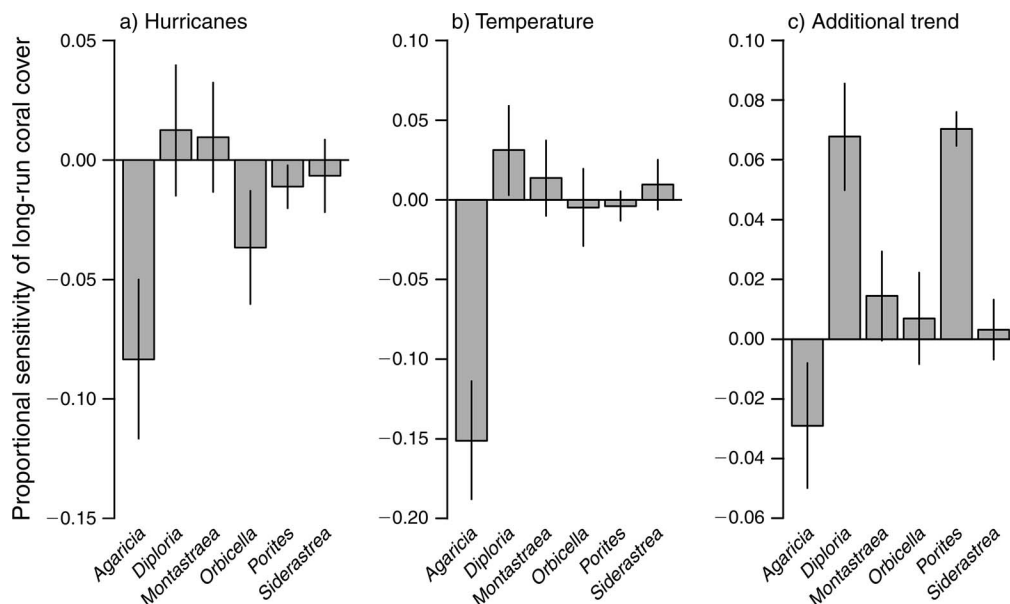 a) Hurricanes
b) Temperature
c) Additional trend
Proportional sensitivity of long-run coral cover
0.05
0.00
−0.05
−0.10
−0.15
Agaricia
Diploria
Montastraea
Orbicella
Porites
Siderastrea
0.10
0.05
0.00
−0.05
−0.10
−0.15
−0.20
Agaricia
Diploria
Montastraea
Orbicella
Porites
Siderastrea
0.10
0.08
0.06
0.04
0.02
0.00
−0.02
−0.04
−0.06
Agaricia
Diploria
Montastraea
Orbicella
Porites
Siderastrea